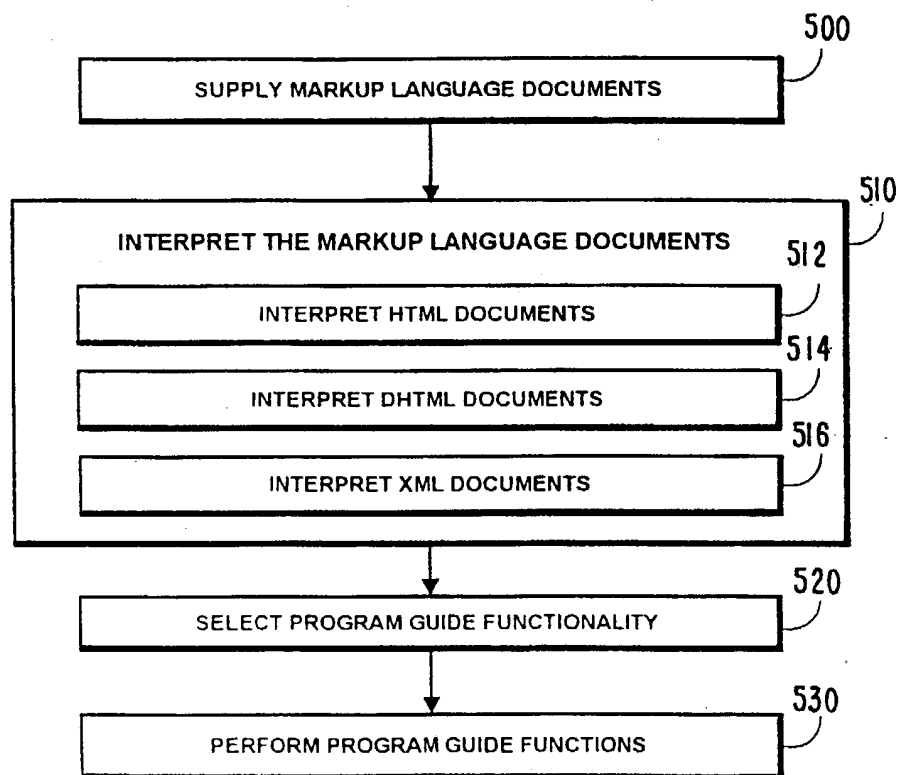 500
SUPPLY MARKUP LANGUAGE DOCUMENTS
510
INTERPRET THE MARKUP LANGUAGE DOCUMENTS
512
INTERPRET HTML DOCUMENTS
514
INTERPRET DHTML DOCUMENTS
516
INTERPRET XML DOCUMENTS
520
SELECT PROGRAM GUIDE FUNCTIONALITY
530
PERFORM PROGRAM GUIDE FUNCTIONS